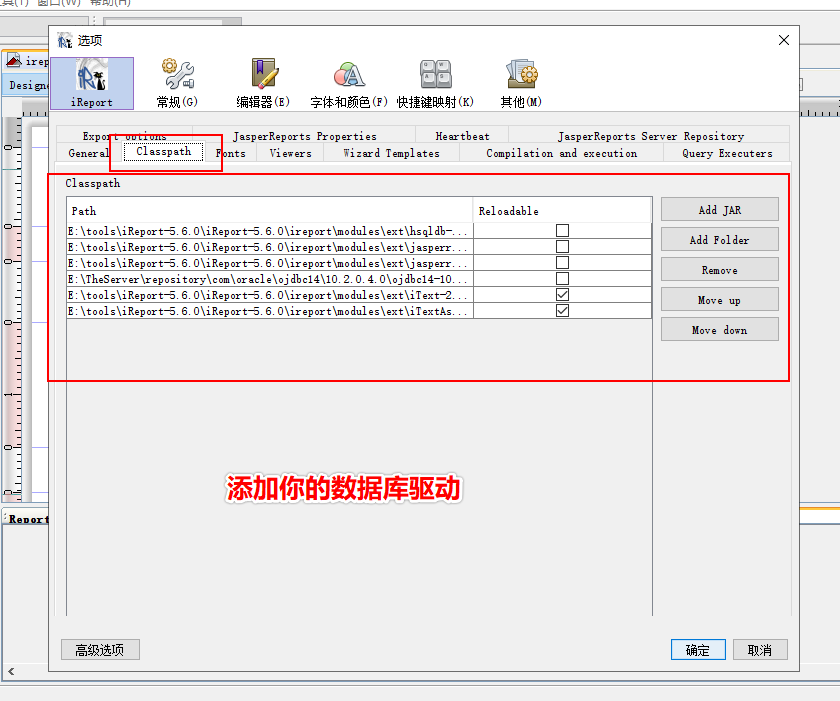 具(T) 窗口(W) 帮助(H)
选项
irep
Designe
iReport
常规(G)
编辑器(E)
字体和颜色(F)
快捷键映射(K)
其他(M)
Export Options
JasperReports Properties
Heartbeat
JasperReports Server Repository
General
Classpath
Fonts
Viewers
Wizard Templates
Compilation and execution
Query Executers
Classpath
Path
Reloadable
E:\tools\iReport-5.6.0\iReport-5.6.0\ireport\modules\ext\hsqldb-...
E:\tools\iReport-5.6.0\iReport-5.6.0\ireport\modules\ext\jasperr...
E:\tools\iReport-5.6.0\iReport-5.6.0\ireport\modules\ext\jasperr...
E:\TheServer\repository\com\oracle\ojdbc14\10.2.0.4.0\ojdbc14-10...
E:\tools\iReport-5.6.0\iReport-5.6.0\ireport\modules\ext\iText-2...
E:\tools\iReport-5.6.0\iReport-5.6.0\ireport\modules\ext\iTextAs...
Add JAR
Add Folder
Remove
Move up
Move down
添加你的数据库驱动
Report
高级选项
确定
取消